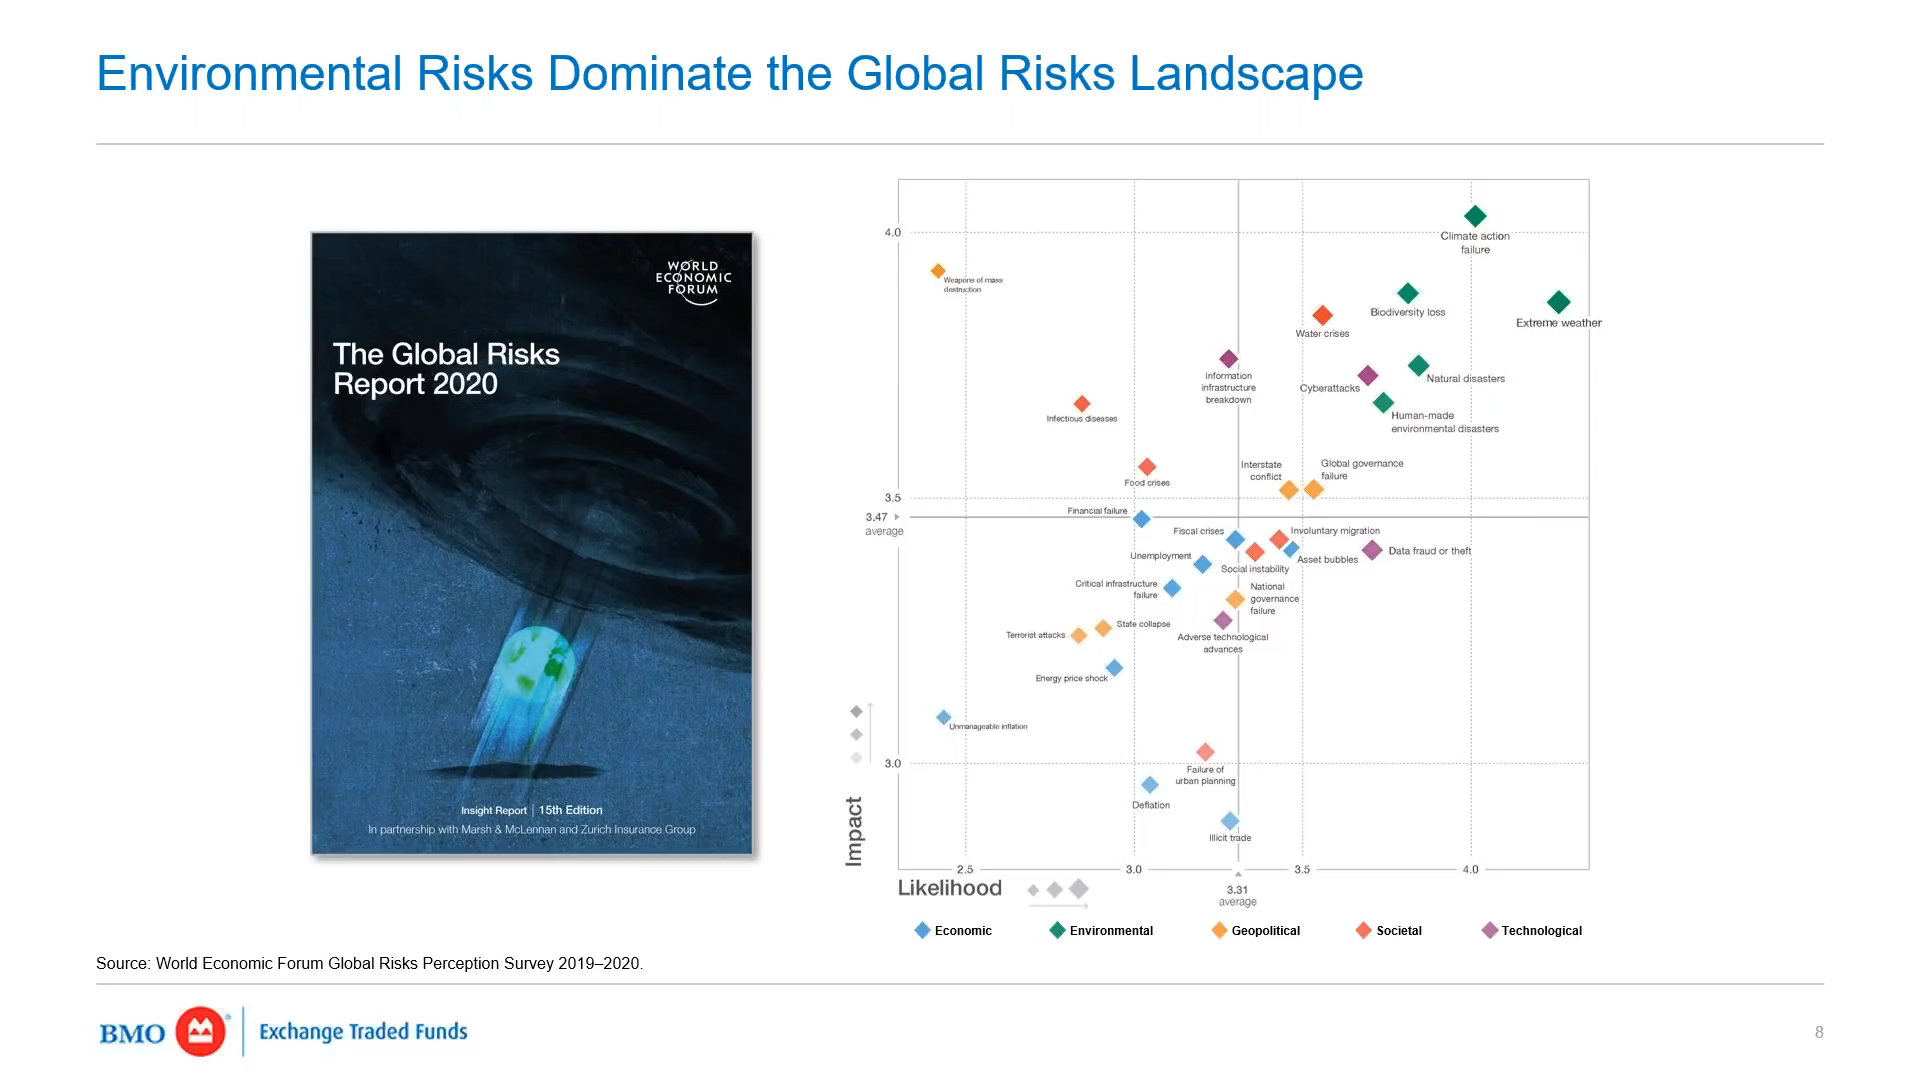 Environmental Risks Dominate the Global Risks Landscape
WORLD
ECONOMIC
FORUM
The Global Risks
Report 2020
Insight Report | 15th Edition
In partnership with Marsh & McLennan and Zurich Insurance Group
4.0
Climate action
failure
Weapons of mass
destruction
Biodiversity loss
Extreme weather
Water crises
Information
infrastructure
breakdown
Cyberattacks
Natural disasters
Human-made
environmental disasters
Infectious diseases
Food crises
Interstate
conflict
Global governance
failure
3.5
3.47
average
Financial failure
Fiscal crises
Involuntary migration
Unemployment
Social instability
Asset bubbles
Data fraud or theft
Critical infrastructure
failure
National
governance
failure
Terrorist attacks
State collapse
Adverse technological
advances
Energy price shock
Unmanageable inflation
3.0
Failure of
urban planning
Deflation
Illicit trade
Impact
2.5
3.0
3.5
4.0
Likelihood
3.31
average
Economic
Environmental
Geopolitical
Societal
Technological
Source: World Economic Forum Global Risks Perception Survey 2019–2020.
BMO ® Exchange Traded Funds
8